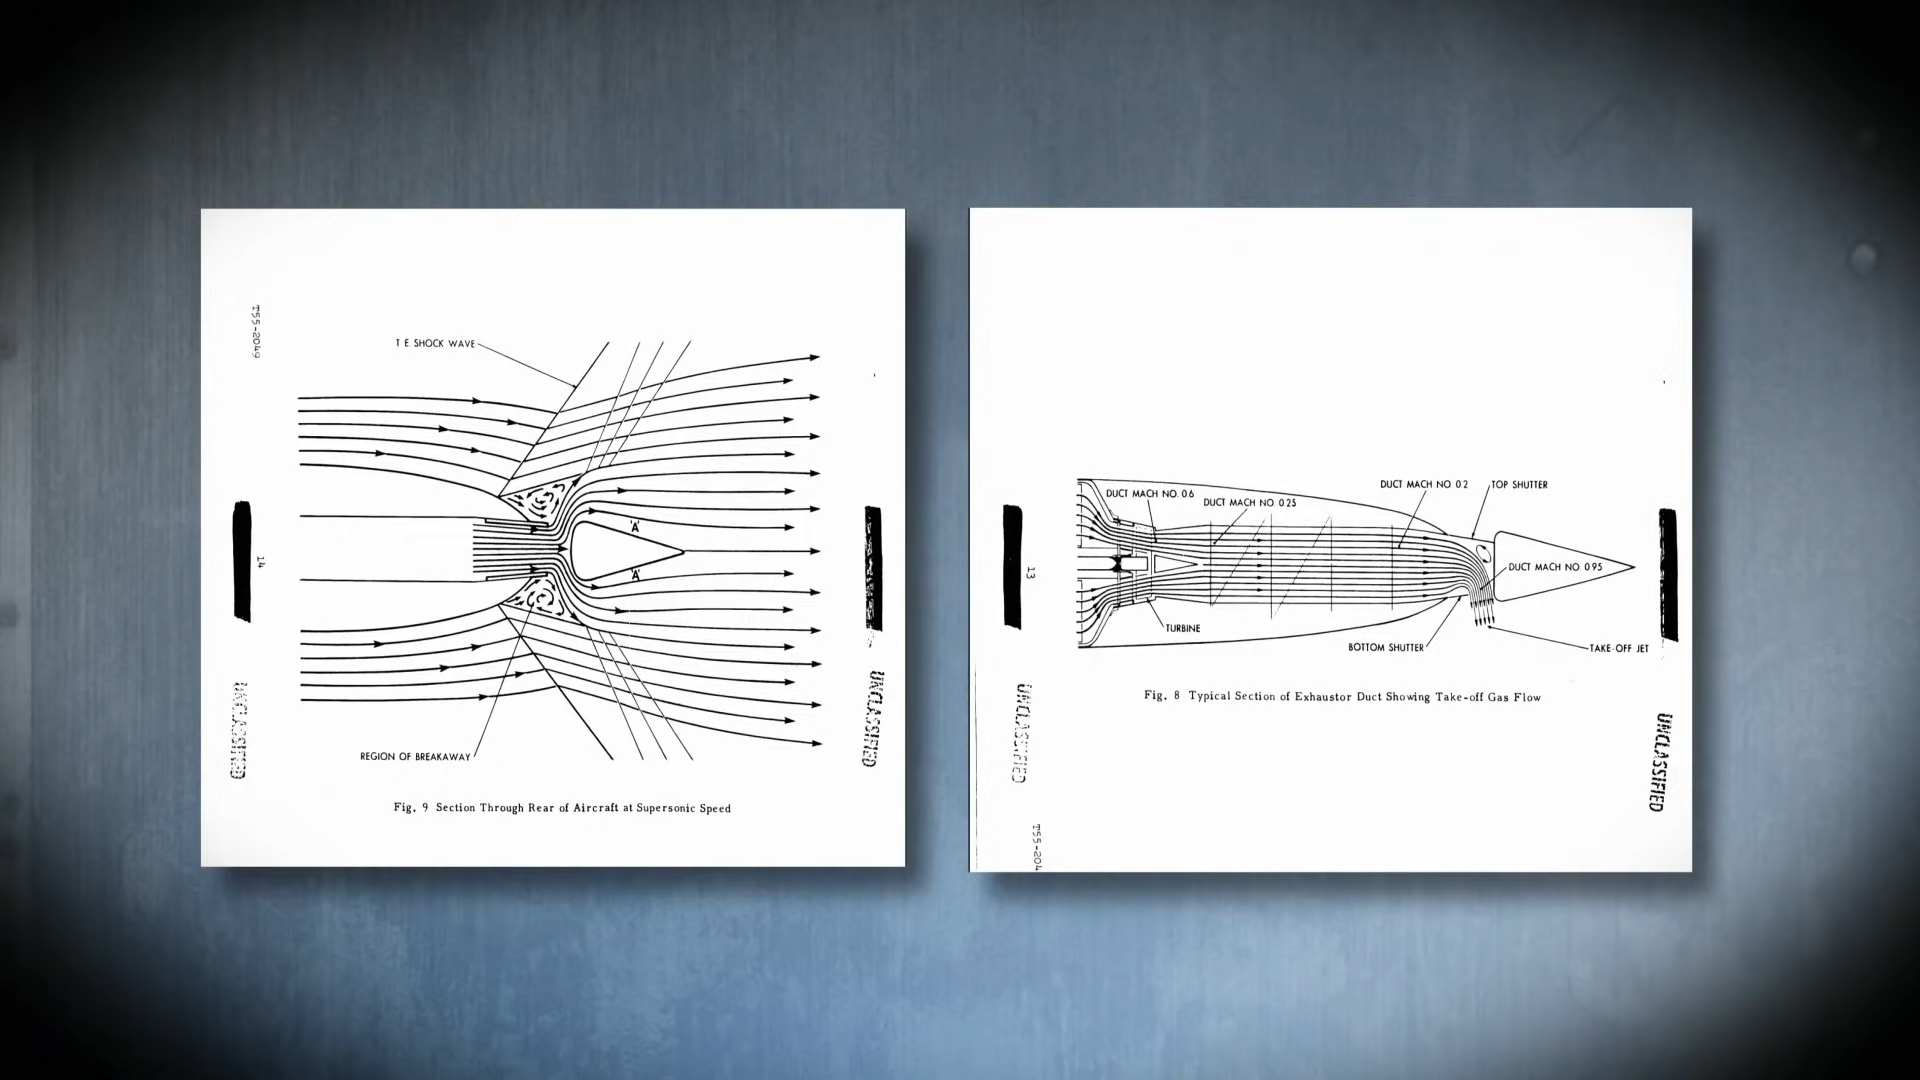 T55-2049
T E SHOCK WAVE
'A'
14
'A'
UNCLASSIFIED
UNCLASSIFIED
REGION OF BREAKAWAY
Fig. 9 Section Through Rear of Aircraft at Supersonic Speed
DUCT MACH NO. 0.6
DUCT MACH NO. 0.25
DUCT MACH NO. 0.2
TOP SHUTTER
13
DUCT MACH NO. 0.95
TURBINE
BOTTOM SHUTTER
TAKE-OFF JET
Fig. 8 Typical Section of Exhaustor Duct Showing Take-off Gas Flow
UNCLASSIFIED
UNCLASSIFIED
T55-204